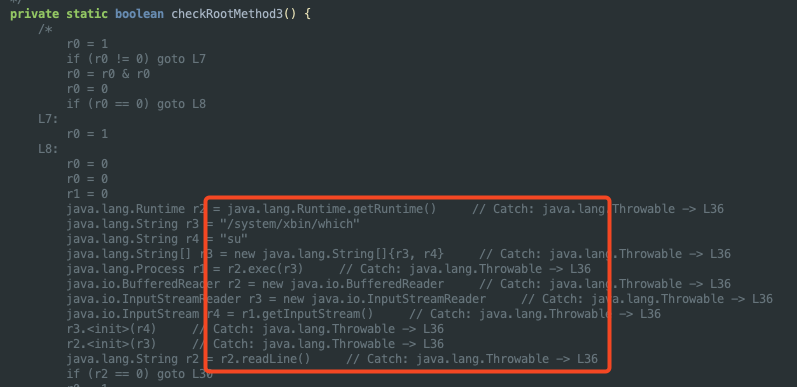 private static boolean checkRootMethod3() {
/*
r0 = 1
if (r0 != 0) goto L7
r0 = r0 & r0
r0 = 0
if (r0 == 0) goto L8
L7:
r0 = 1
L8:
r0 = 0
r0 = 0
r1 = 0
java.lang.Runtime r2 = java.lang.Runtime.getRuntime()     // Catch: java.lang.Throwable -> L36
java.lang.String r3 = "/system/xbin/which"
java.lang.String r4 = "su"
java.lang.String[] r3 = new java.lang.String[]{r3, r4}     // Catch: java.lang.Throwable -> L36
java.lang.Process r1 = r2.exec(r3)     // Catch: java.lang.Throwable -> L36
java.io.BufferedReader r2 = new java.io.BufferedReader     // Catch: java.lang.Throwable -> L36
java.io.InputStreamReader r3 = new java.io.InputStreamReader     // Catch: java.lang.Throwable -> L36
java.io.InputStream r4 = r1.getInputStream()     // Catch: java.lang.Throwable -> L36
r3.<init>(r4)     // Catch: java.lang.Throwable -> L36
r2.<init>(r3)     // Catch: java.lang.Throwable -> L36
java.lang.String r2 = r2.readLine()     // Catch: java.lang.Throwable -> L36
if (r2 == 0) goto L36